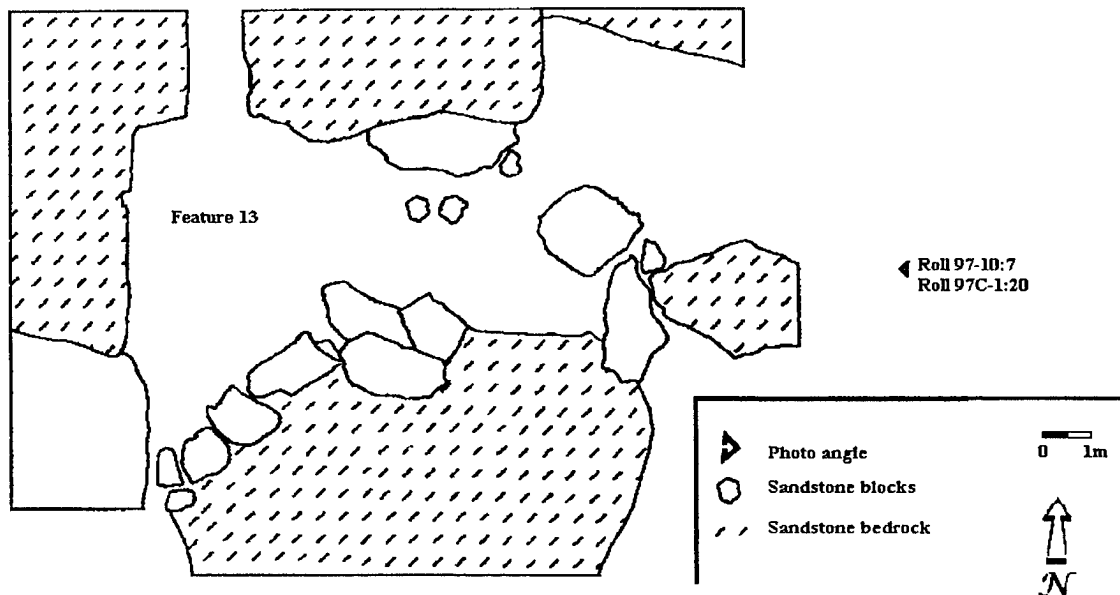 Feature 13
Roll 97-10:7
Roll 97C-1:20
Photo angle
Sandstone blocks
Sandstone bedrock
0 1m
N